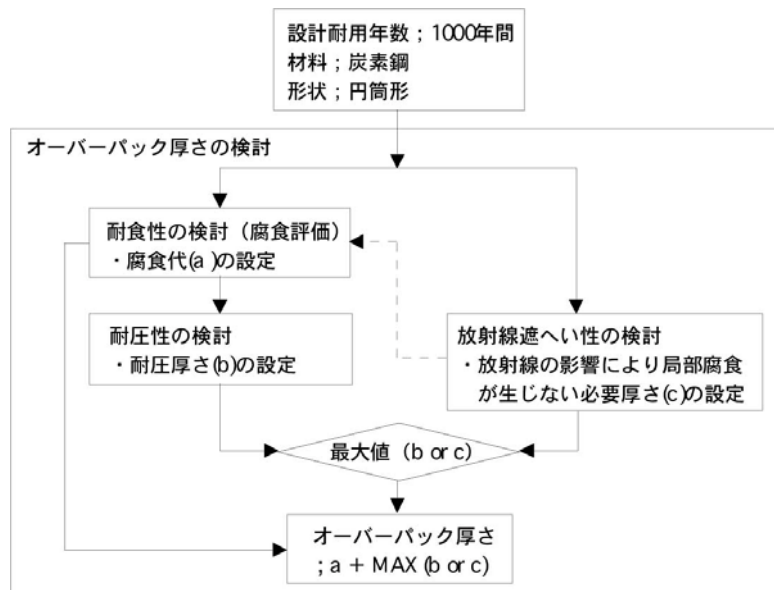 設計耐用年数；1000年間
材料；炭素鋼
形状；円筒形
オーバーパック厚さの検討
耐食性の検討（腐食評価）
・腐食代(a)の設定
耐圧性の検討
・耐圧厚さ(b)の設定
放射線遮へい性の検討
・放射線の影響により局部腐食
が生じない必要厚さ(c)の設定
最大値（b or c）
オーバーパック厚さ
；a + MAX (b or c)